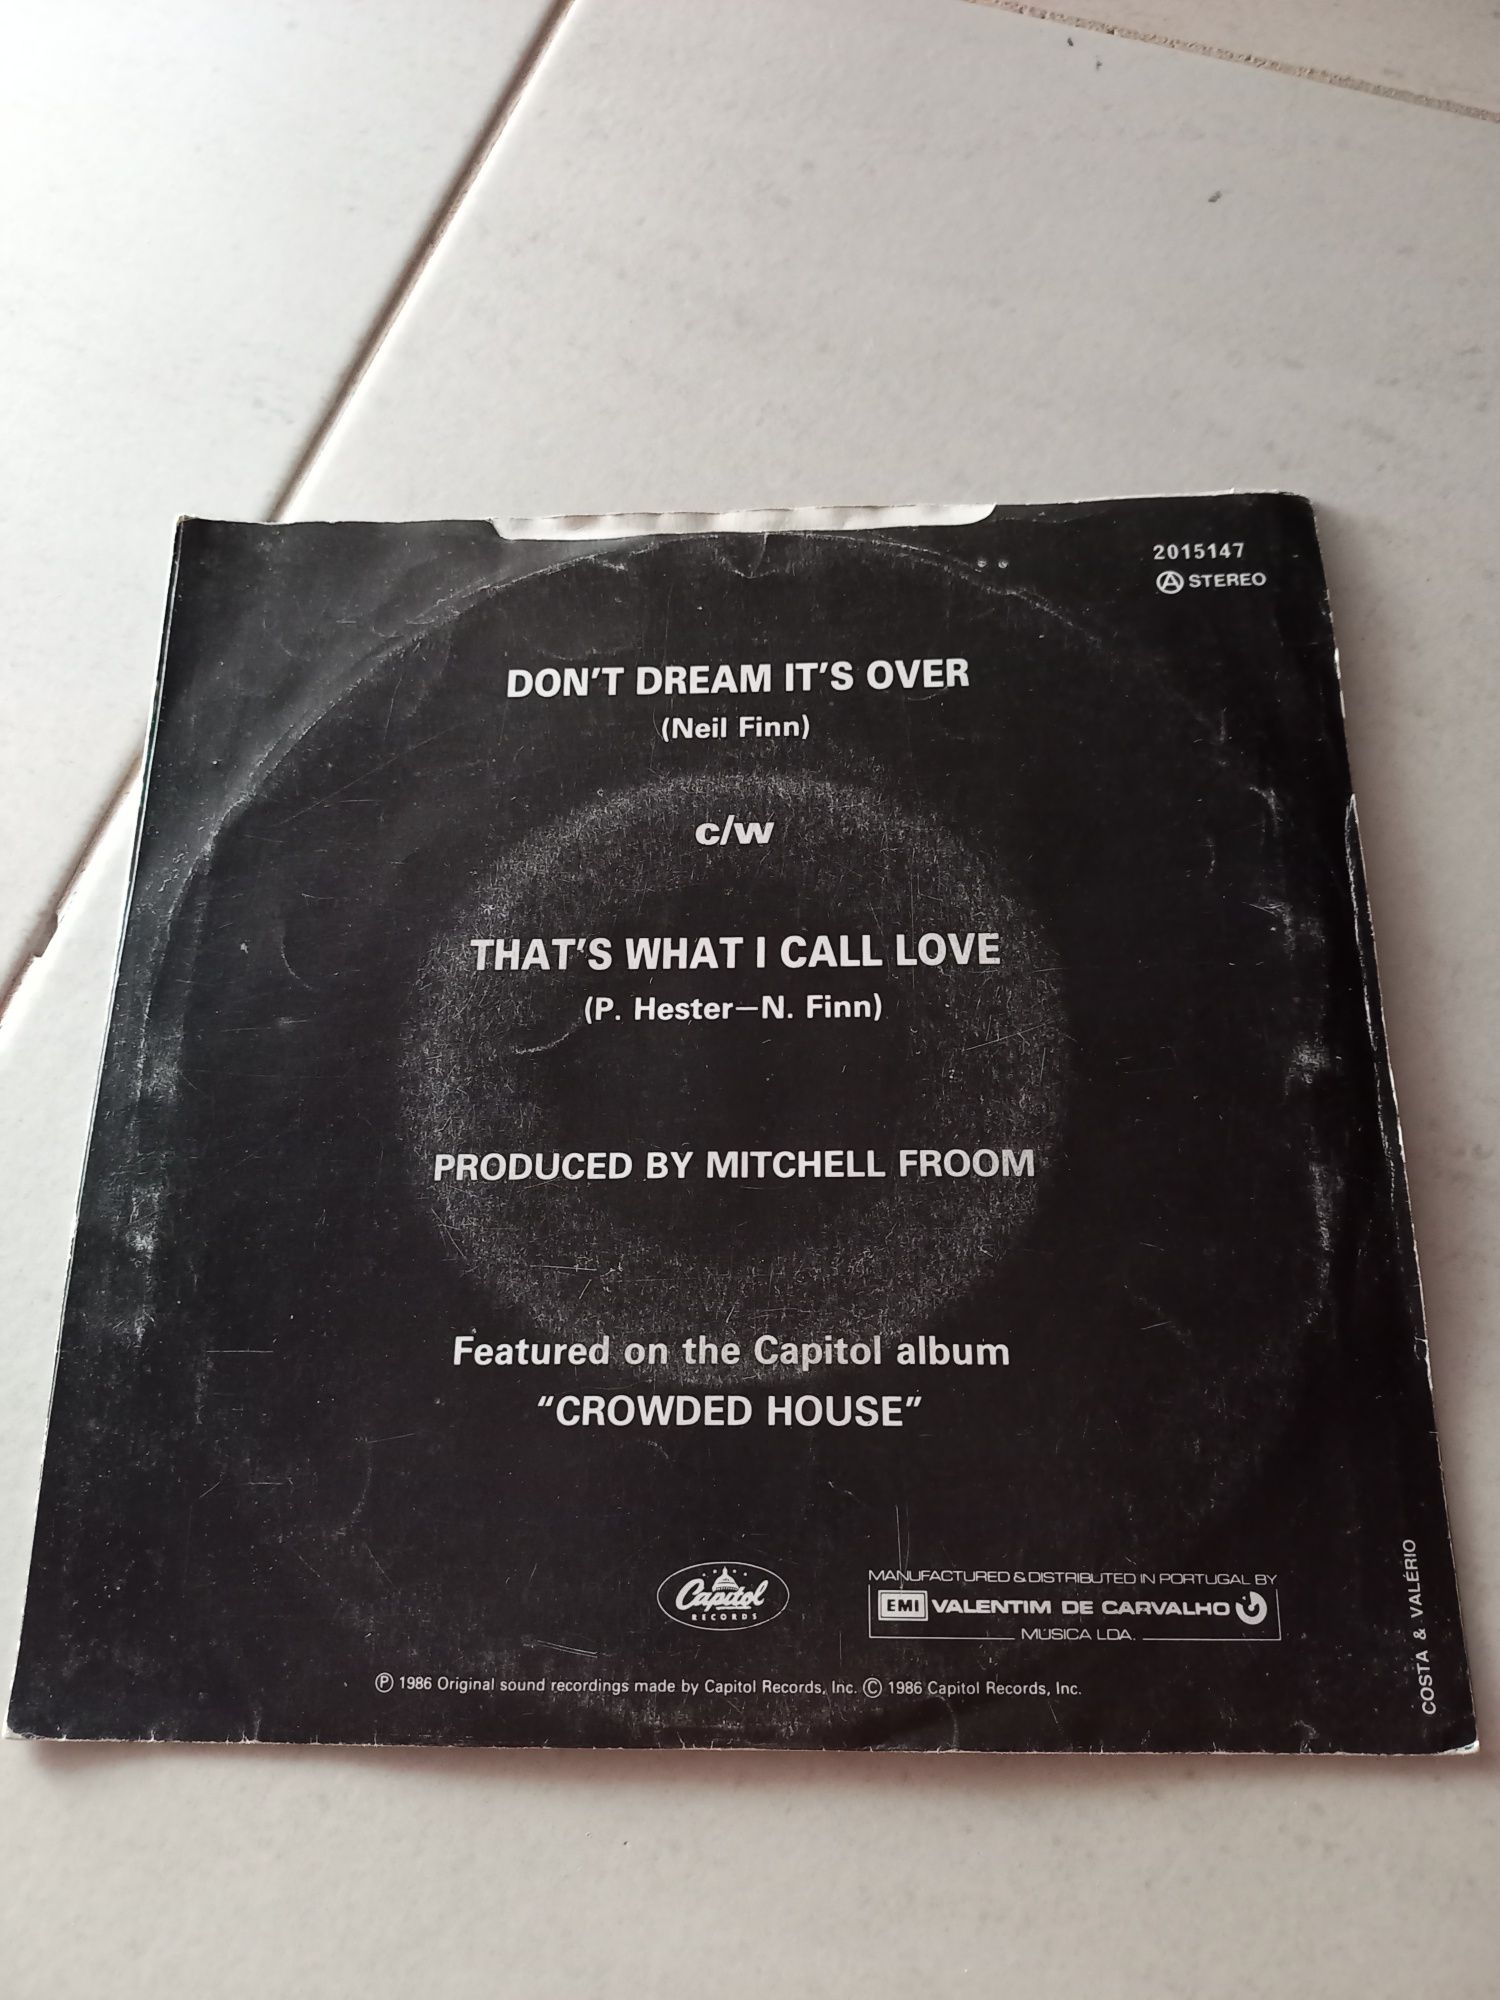 2015147
Ⓐ STEREO
DON'T DREAM IT'S OVER
(Neil Finn)
c/w
THAT'S WHAT I CALL LOVE
(P. Hester—N. Finn)
PRODUCED BY MITCHELL FROOM
Featured on the Capitol album
“CROWDED HOUSE”
Capitol
RECORDS
MANUFACTURED & DISTRIBUTED IN PORTUGAL BY
EMI VALENTIM DE CARVALHO
MÚSICA LDA.
℗ 1986 Original sound recordings made by Capitol Records, Inc. © 1986 Capitol Records, Inc.
COSTA & VALÉRIO